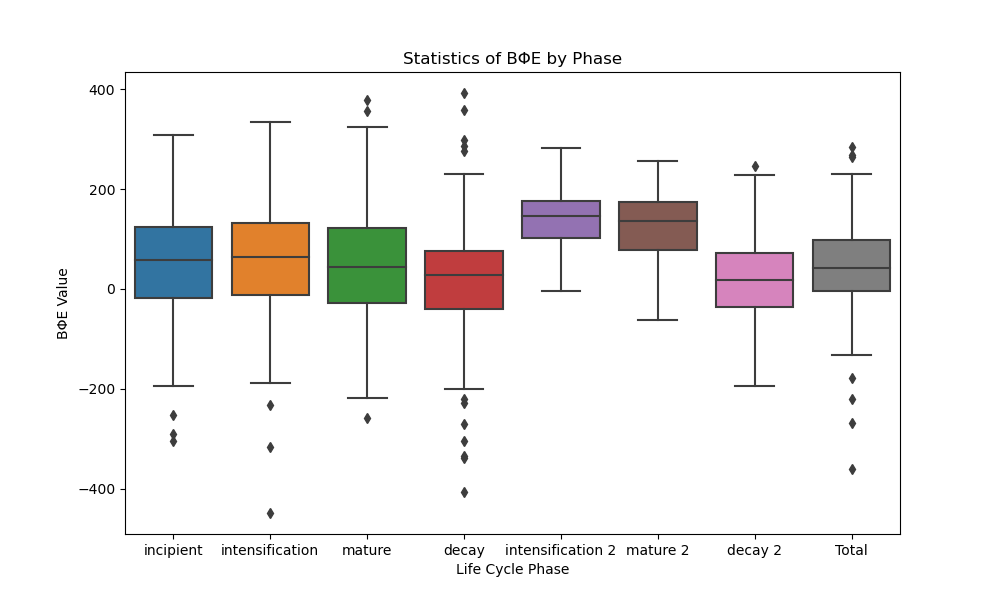 Statistics of BΦE by Phase
BΦE Value
400
200
0
−200
−400
incipient intensification mature decay intensification 2 mature 2 decay 2 Total
Life Cycle Phase